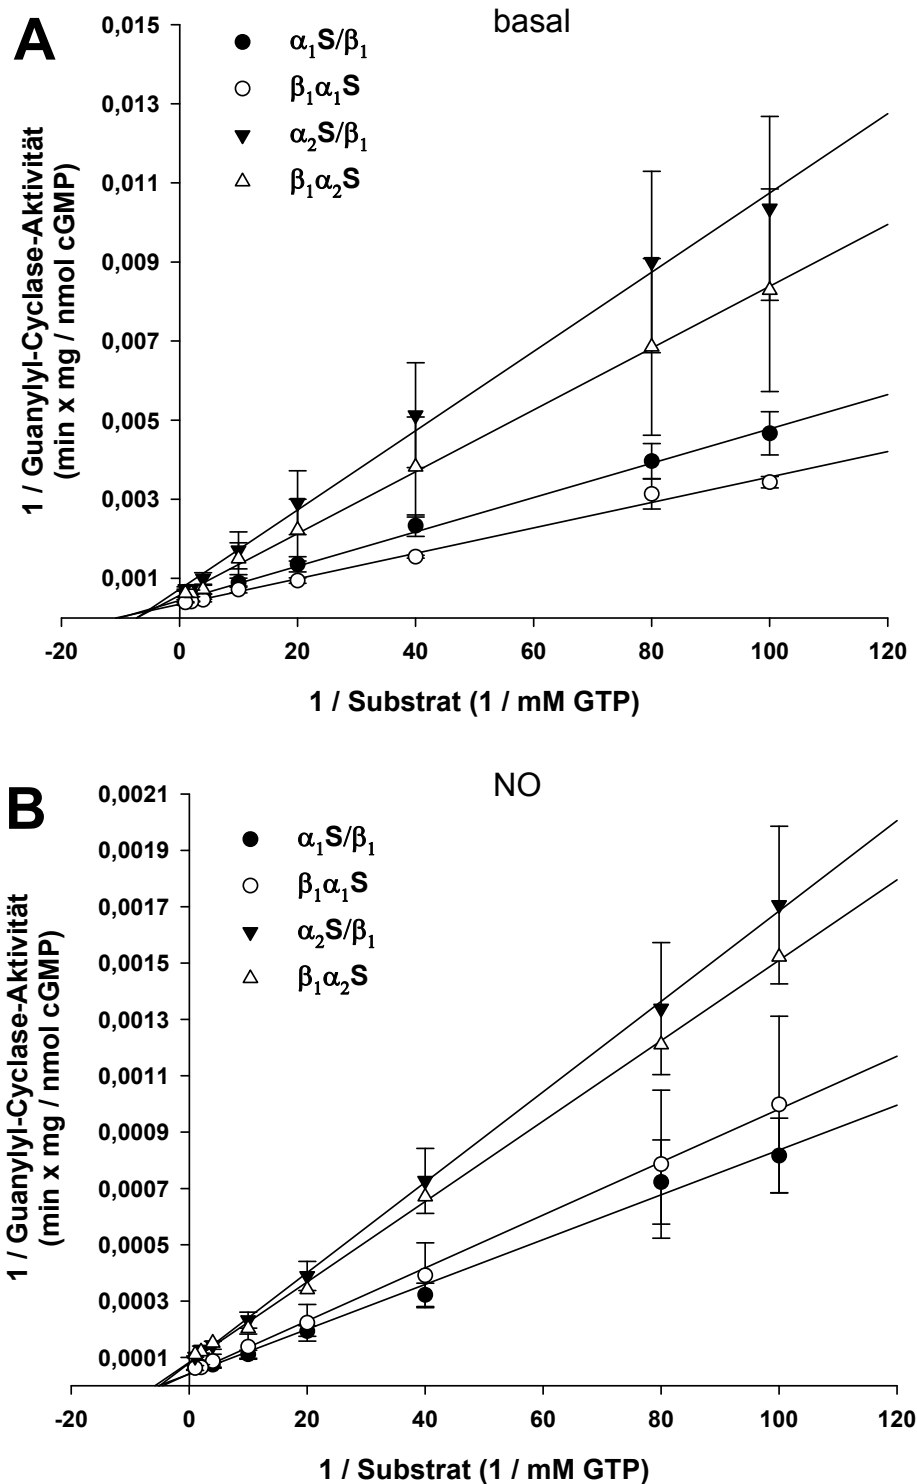 A
basal
0,015
0,013
0,011
0,009
0,007
0,005
0,003
0,001
α₁S/β₁
β₁α₁S
α₂S/β₁
β₁α₂S
1 / Guanylyl-Cyclase-Aktivität
(min x mg / nmol cGMP)
-20 0 20 40 60 80 100 120
1 / Substrat (1 / mM GTP)
B
NO
0,0021
0,0019
0,0017
0,0015
0,0013
0,0011
0,0009
0,0007
0,0005
0,0003
0,0001
α₁S/β₁
β₁α₁S
α₂S/β₁
β₁α₂S
1 / Guanylyl-Cyclase-Aktivität
(min x mg / nmol cGMP)
-20 0 20 40 60 80 100 120
1 / Substrat (1 / mM GTP)